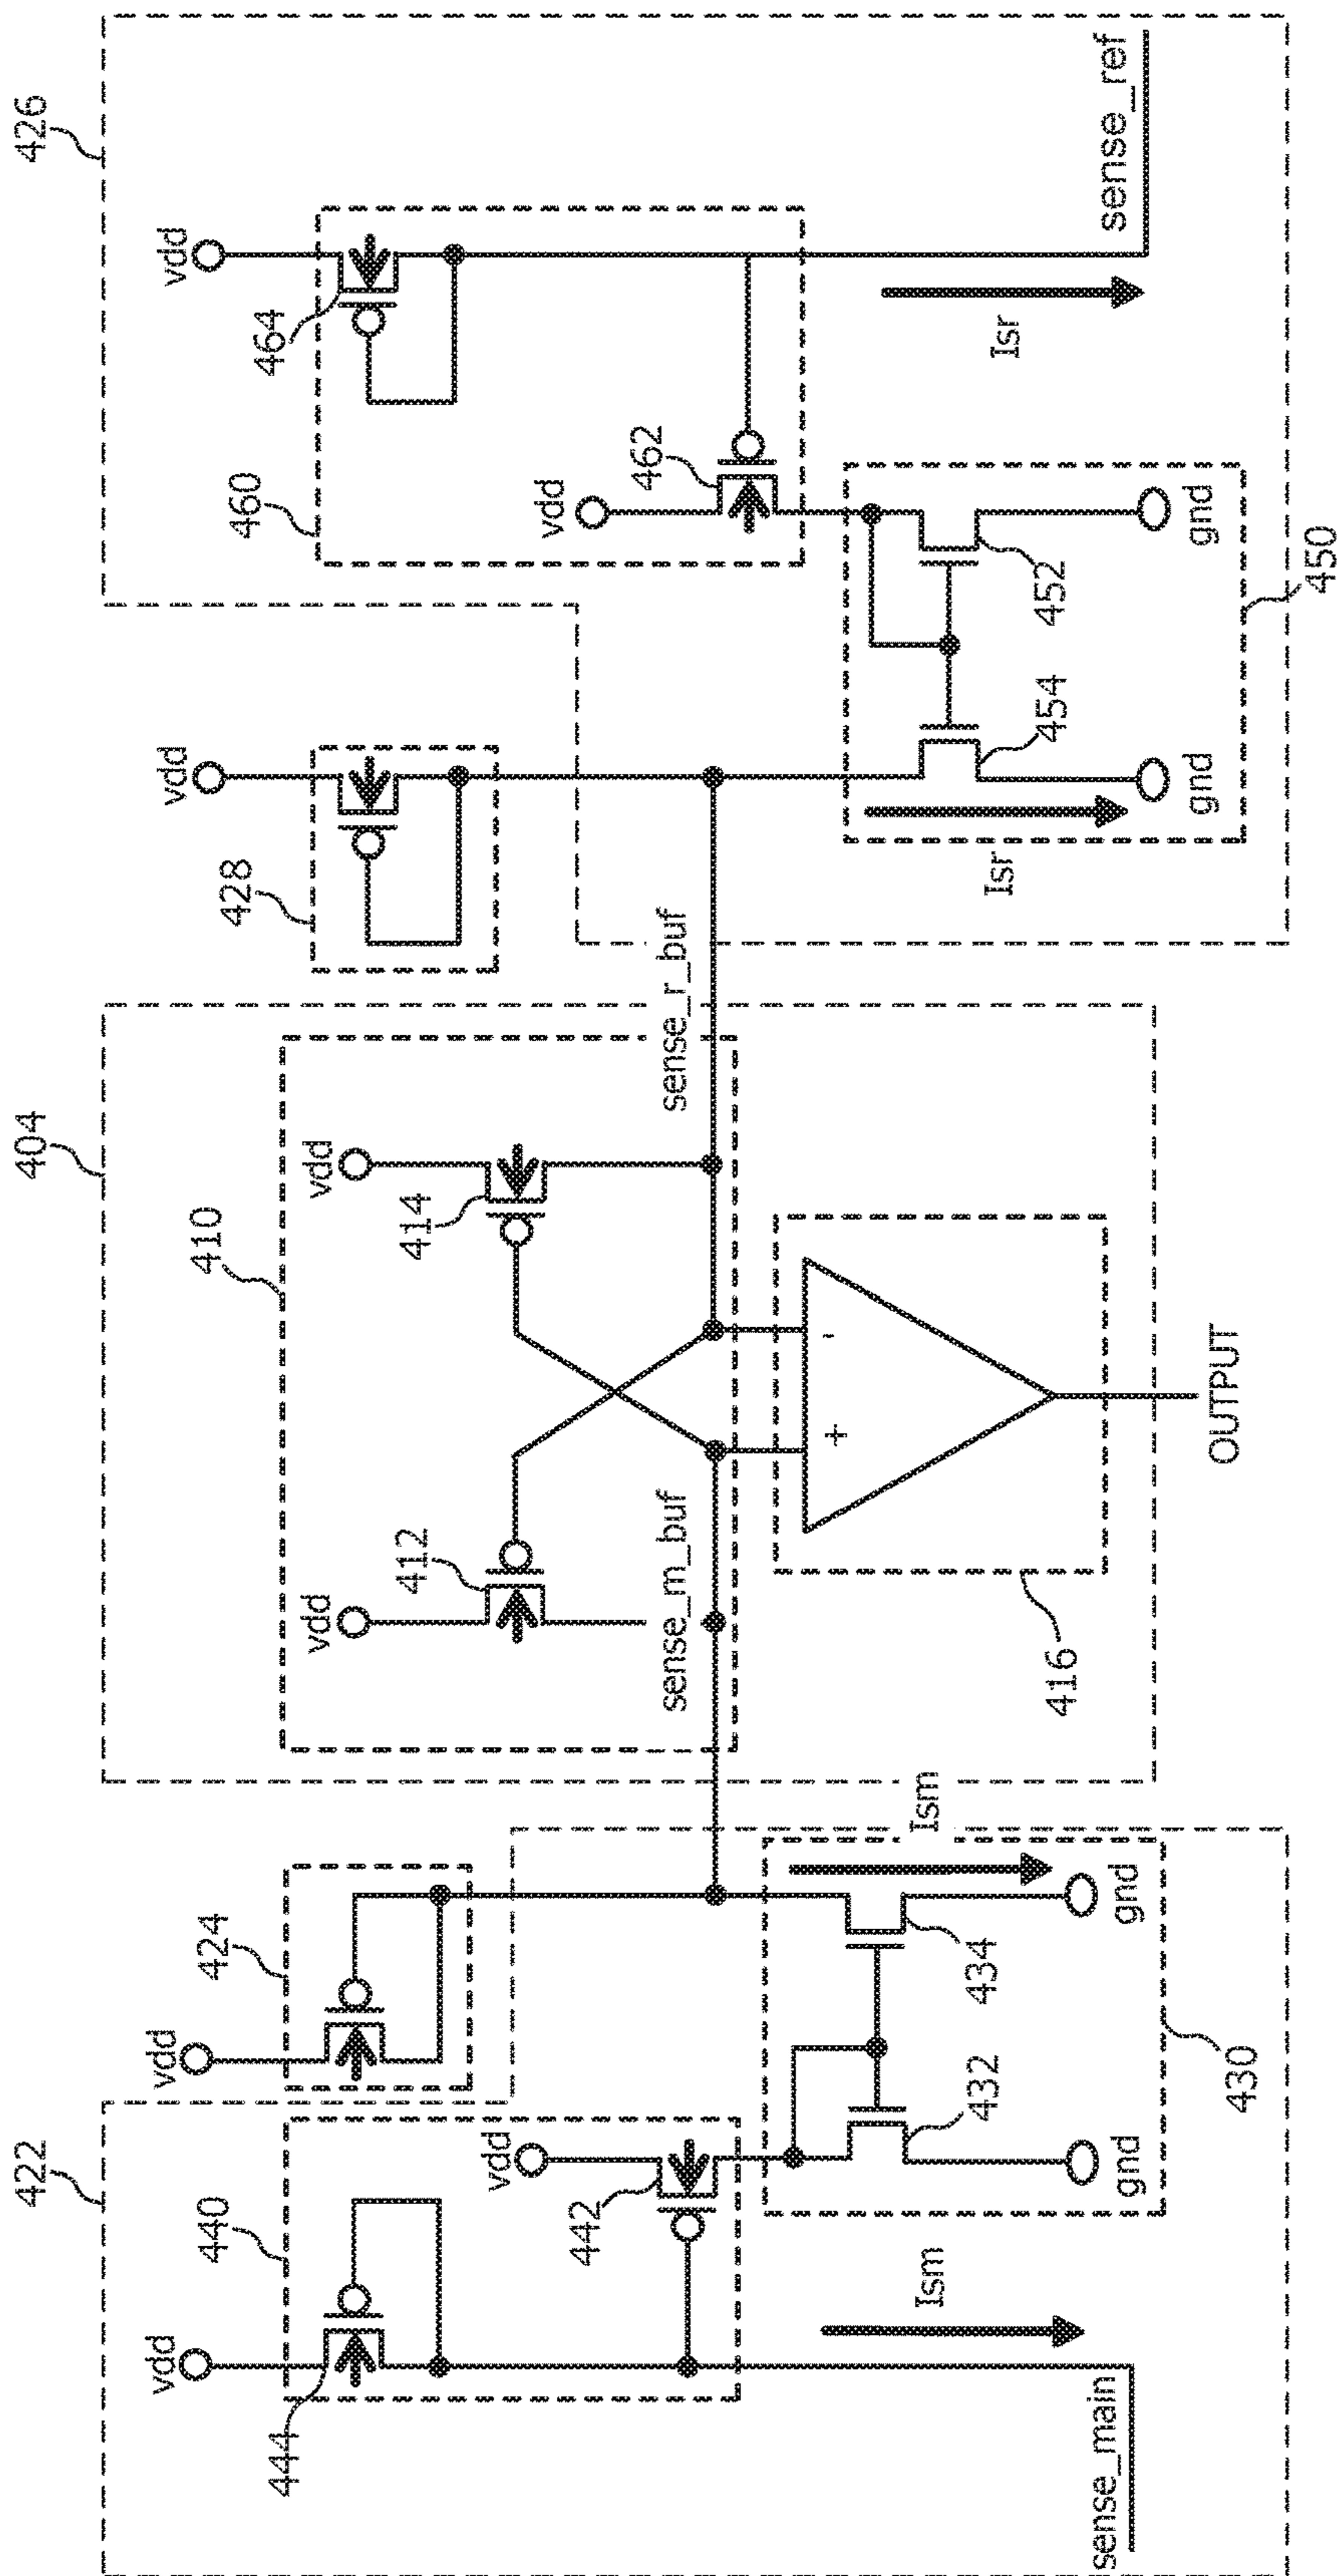 422
440
vdd
444
vdd
442
Ism
sense_main
424
vdd
432
434
gnd
gnd
Ism
430
404
410
vdd
412
vdd
414
sense_m_buf
sense_r_buf
+
-
416
OUTPUT
426
428
vdd
460
vdd
464
vdd
462
454
452
Isr
gnd
gnd
450
Isr
sense_ref